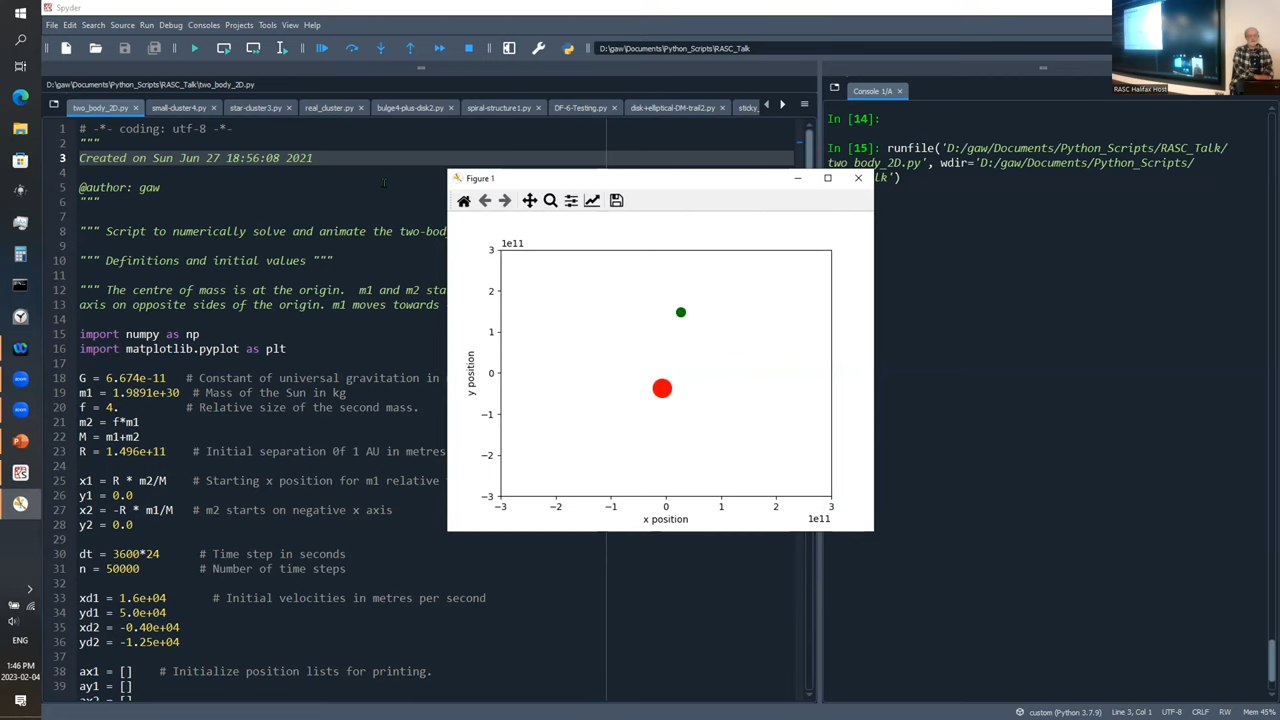 Spyder
File Edit Search Source Run Debug Consoles Projects Tools View Help
D:\gaw\Documents\Python_Scripts\RASC_Talk
RASC Halifax Host
D:\gaw\Documents\Python_Scripts\RASC_Talk\two_body_2D.py
two_body_2D.py small-cluster4.py star-cluster3.py real_cluster.py bulge4-plus-disk2.py spiral-structure1.py DF-6-Testing.py disk+elliptical-DM-trail2.py sticky.
Console 1/A
1 # -*- coding: utf-8 -*-
2 """
3 Created on Sun Jun 27 18:56:08 2021
4
5 @author: gaw
6 """
7
8 """ Script to numerically solve and animate the two-body
9
10 """ Definitions and initial values """
11
12 """ The centre of mass is at the origin. m1 and m2 sta
13 axis on opposite sides of the origin. m1 moves towards
14
15 import numpy as np
16 import matplotlib.pyplot as plt
17
18 G = 6.674e-11 # Constant of universal gravitation in
19 m1 = 1.9891e+30 # Mass of the Sun in kg
20 f = 4. # Relative size of the second mass.
21 m2 = f*m1
22 M = m1+m2
23 R = 1.496e+11 # Initial separation 0f 1 AU in metres
24
25 x1 = R * m2/M # Starting x position for m1 relative
26 y1 = 0.0
27 x2 = -R * m1/M # m2 starts on negative x axis
28 y2 = 0.0
29
30 dt = 3600*24 # Time step in seconds
31 n = 50000 # Number of time steps
32
33 xd1 = 1.6e+04 # Initial velocities in metres per second
34 yd1 = 5.0e+04
35 xd2 = -0.40e+04
36 yd2 = -1.25e+04
37
38 ax1 = [] # Initialize position lists for printing.
39 ay1 = []
ax2 = []
In [14]:
In [15]: runfile('D:/gaw/Documents/Python_Scripts/RASC_Talk/
two_body_2D.py', wdir='D:/gaw/Documents/Python_Scripts/
lk')
Figure 1
1e11
3
2
1
0
−1
−2
−3
y position
−3 −2 −1 0 1 2 3
x position
1e11
ENG
1:46 PM
2023-02-04
custom (Python 3.7.9) Line 3, Col 1 UTF-8 CRLF RW Mem 45%